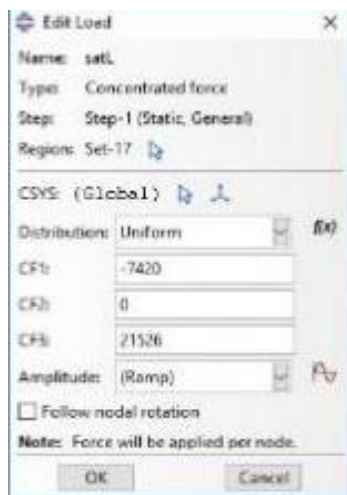 Edit Load
Name: satL
Type: Concentrated force
Step: Step-1 (Static, General)
Region: Set-17
CSYS: (Global)
Distribution: Uniform f(x)
CF1: -7420
CF2: 0
CF3: 21526
Amplitude: (Ramp)
Follow nodal rotation
Note: Force will be applied per node.
OK Cancel